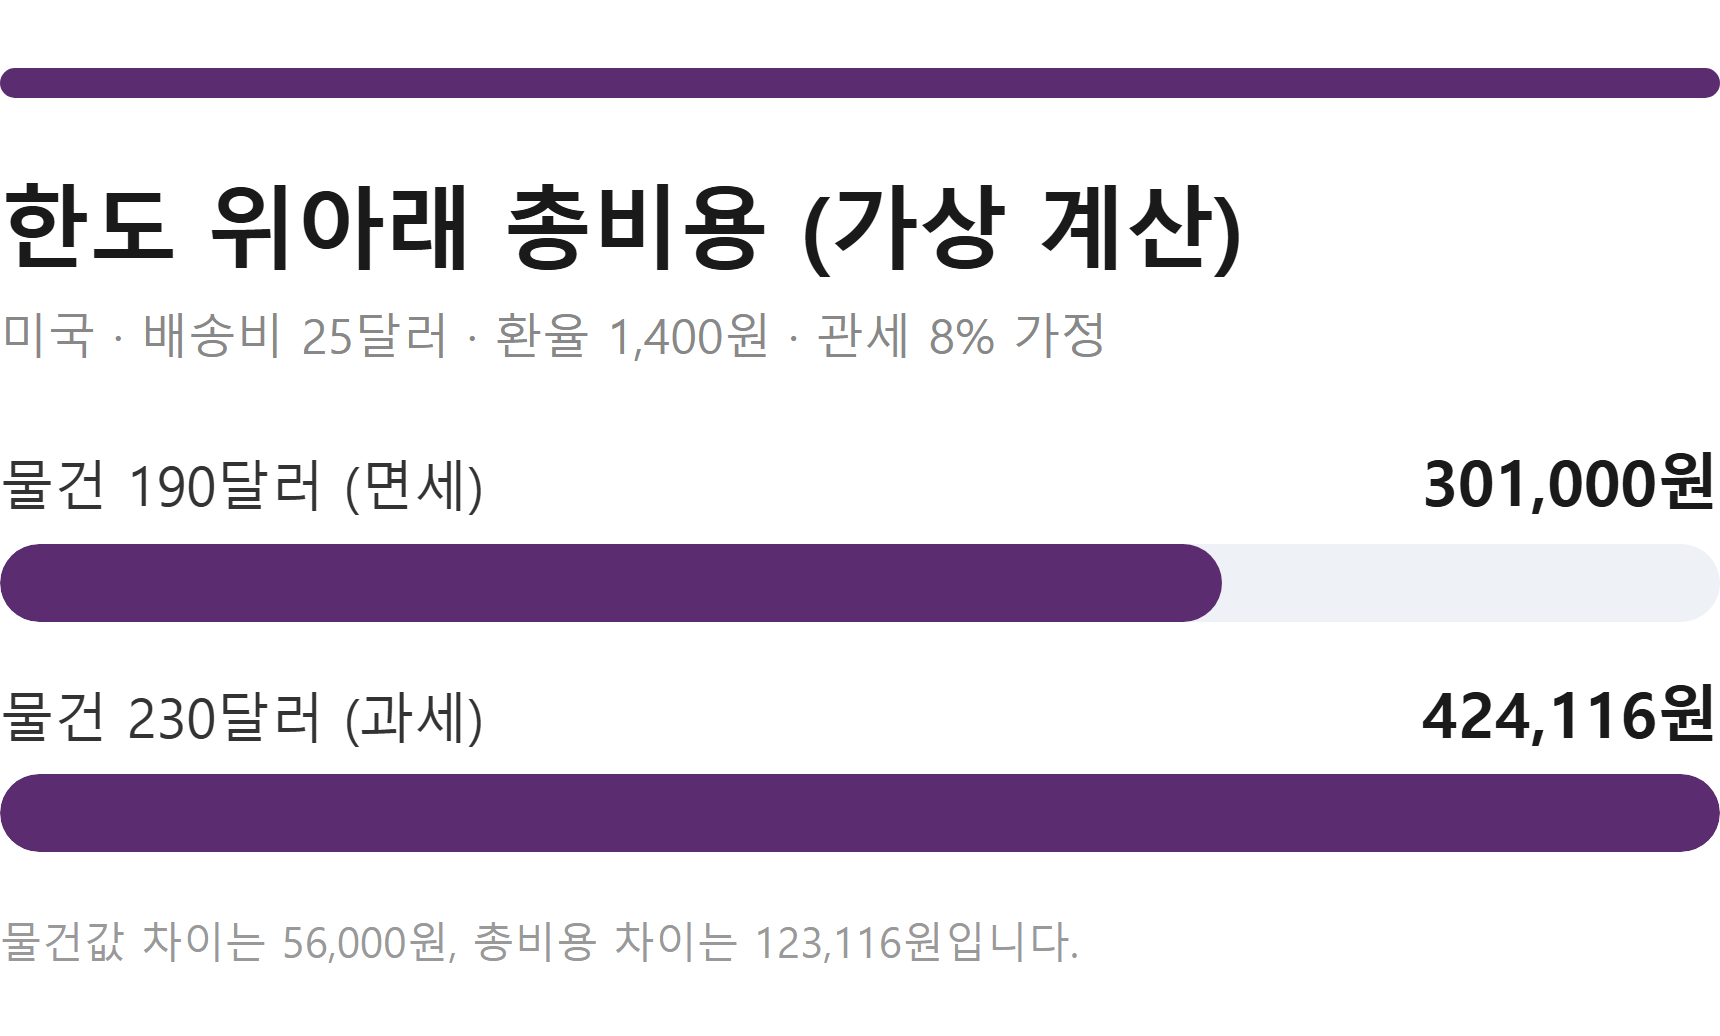 한도 위아래 총비용 (가상 계산)
미국 · 배송비 25달러 · 환율 1,400원 · 관세 8% 가정
물건 190달러 (면세) 301,000원
물건 230달러 (과세) 424,116원
물건값 차이는 56,000원, 총비용 차이는 123,116원입니다.